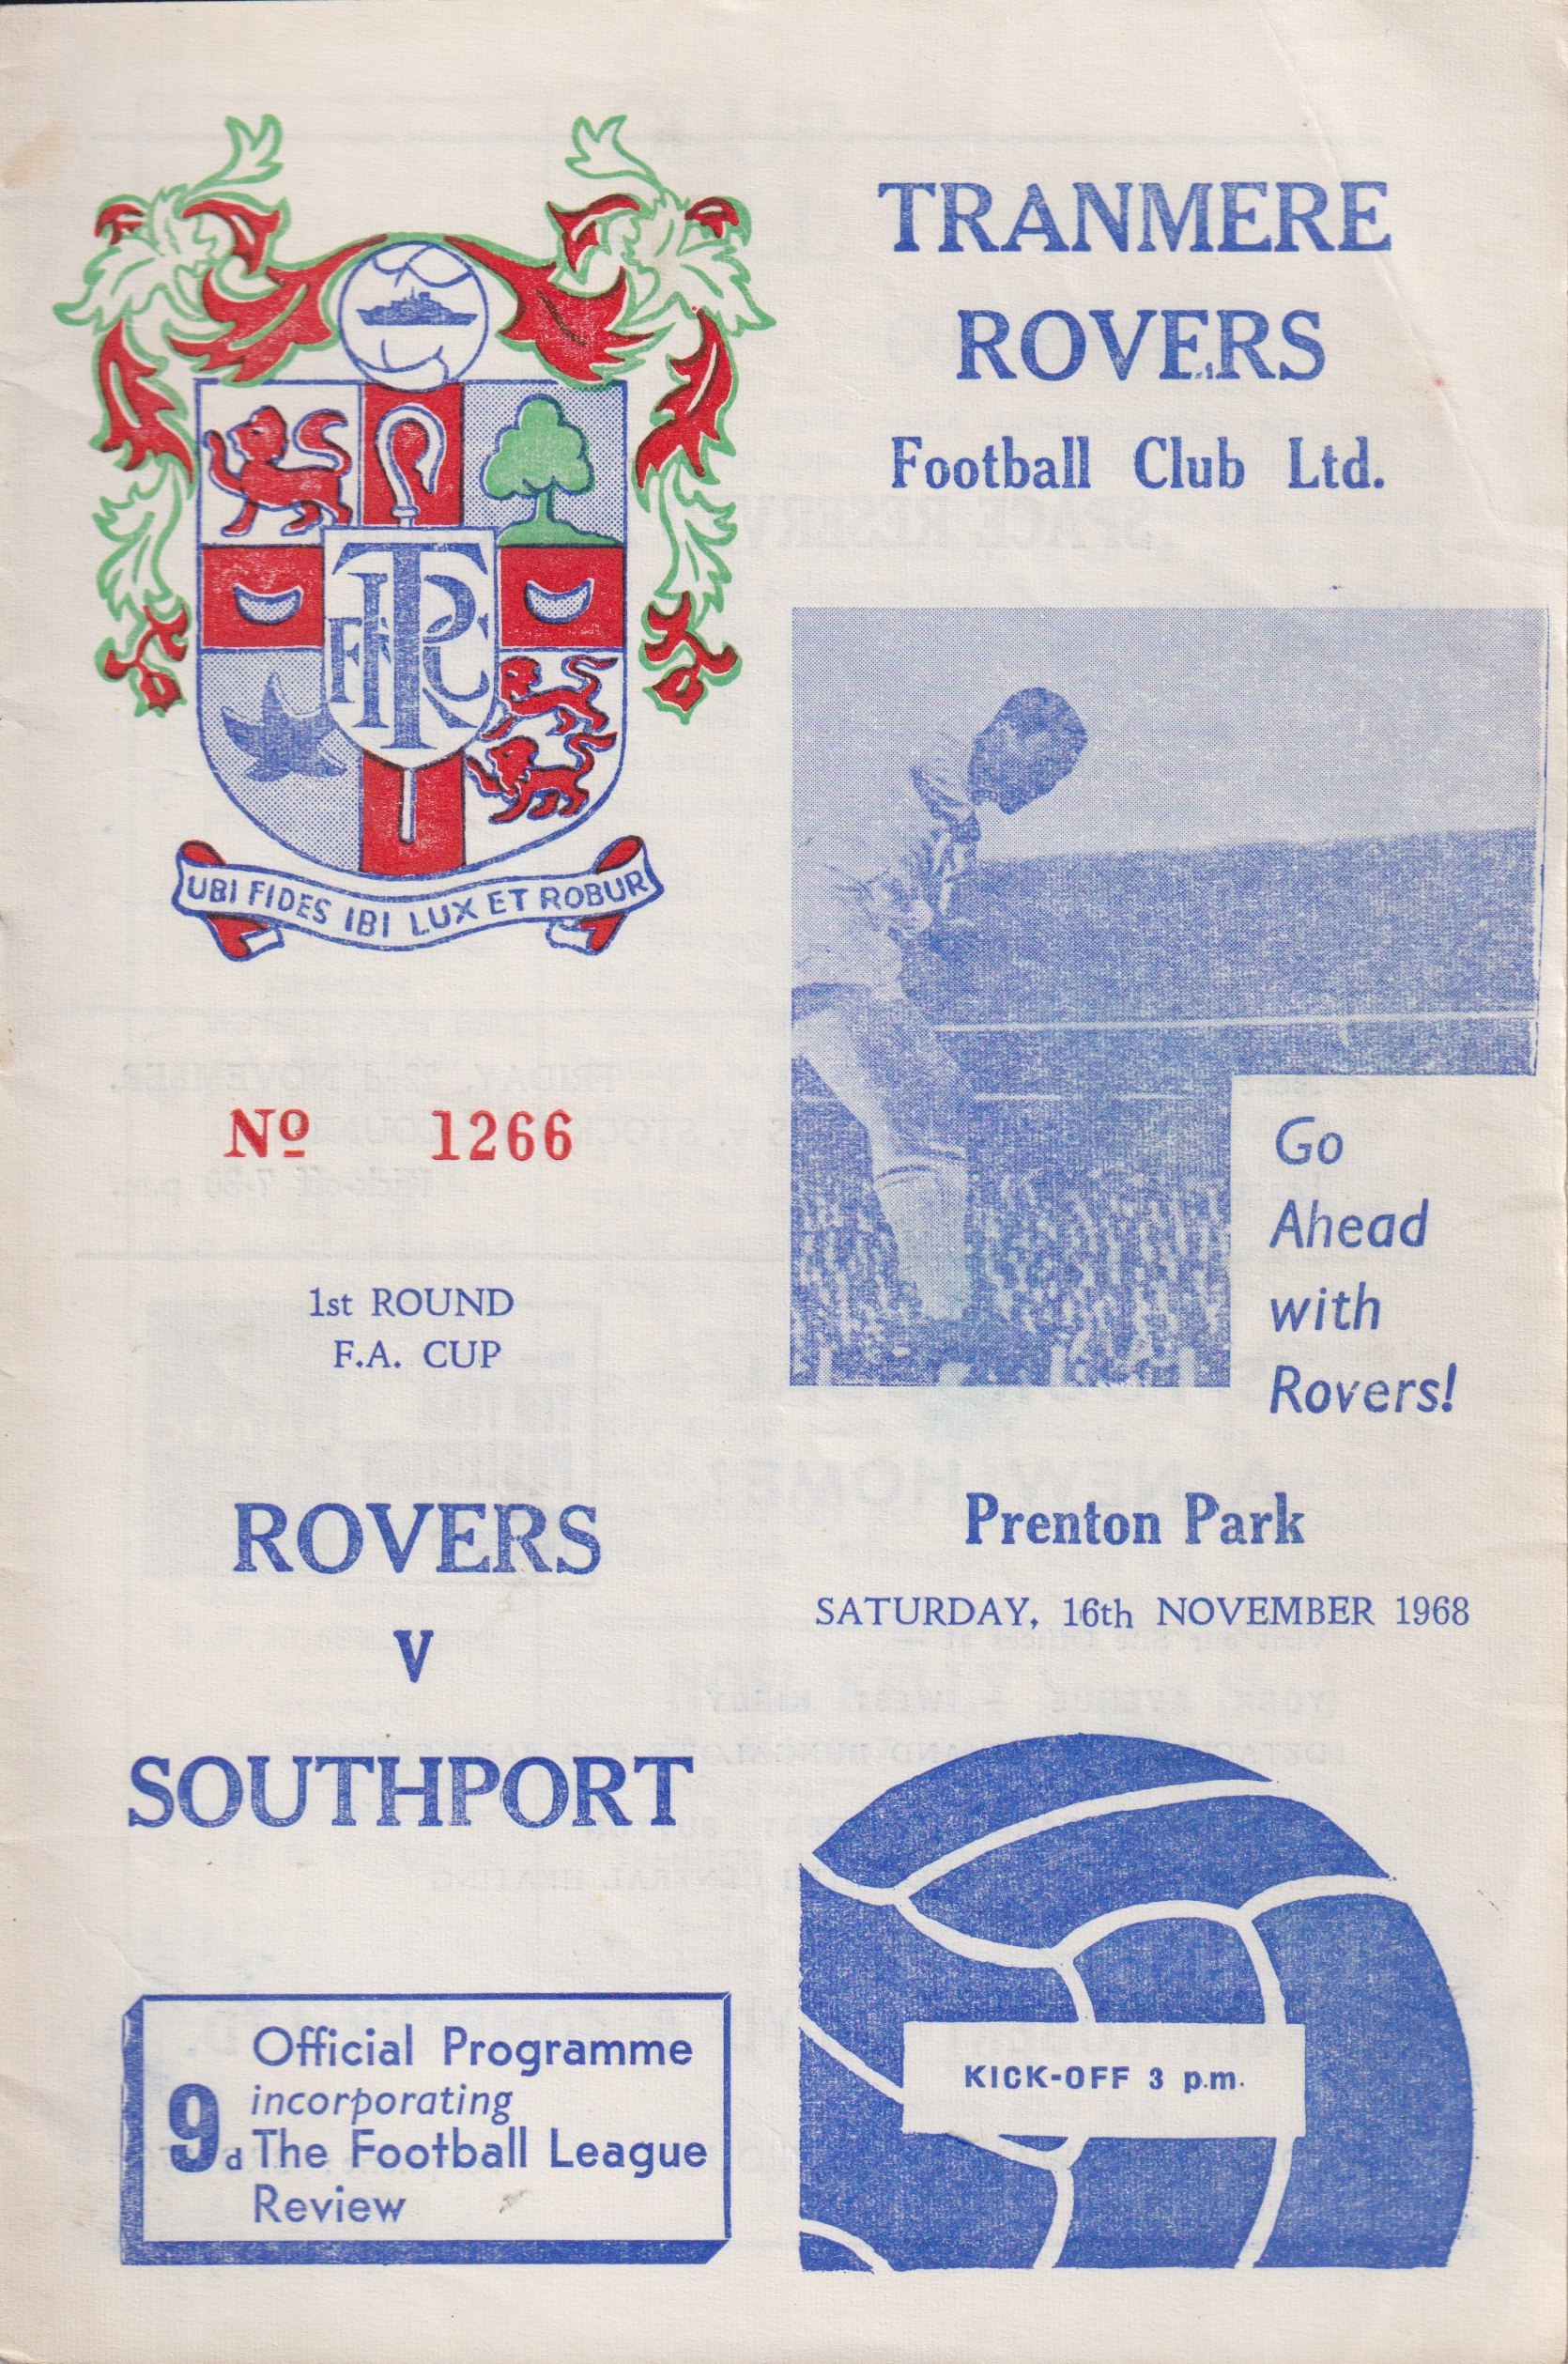 TRANMERE
ROVERS
Football Club Ltd.
TRFC
UBI FIDES IBI LUX ET ROBUR
Nº 1266
Go
Ahead
with
Rovers!
1st ROUND
F.A. CUP
ROVERS
V
SOUTHPORT
Prenton Park
SATURDAY, 16th NOVEMBER 1968
KICK-OFF 3 p.m.
Official Programme
incorporating
9d The Football League
Review